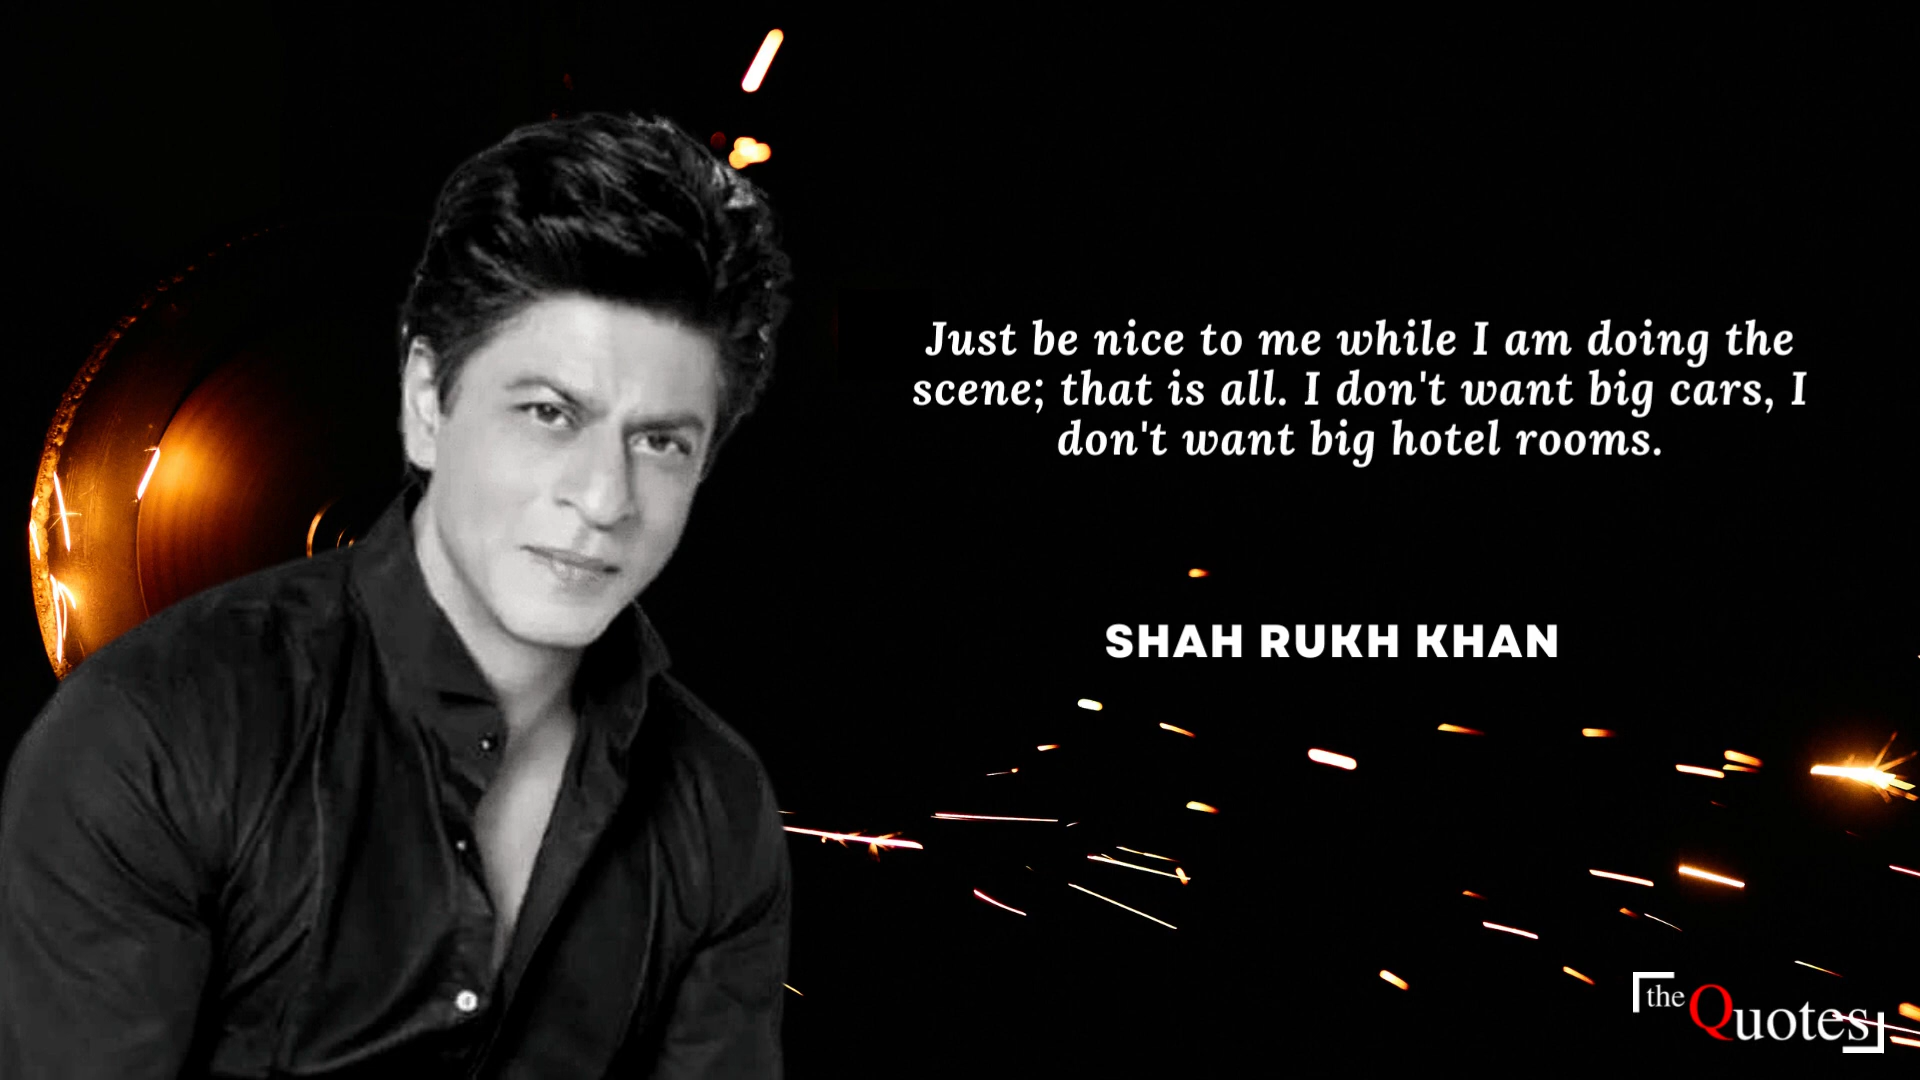 Just be nice to me while I am doing the
scene; that is all. I don't want big cars, I
don't want big hotel rooms.
SHAH RUKH KHAN
the Quotes